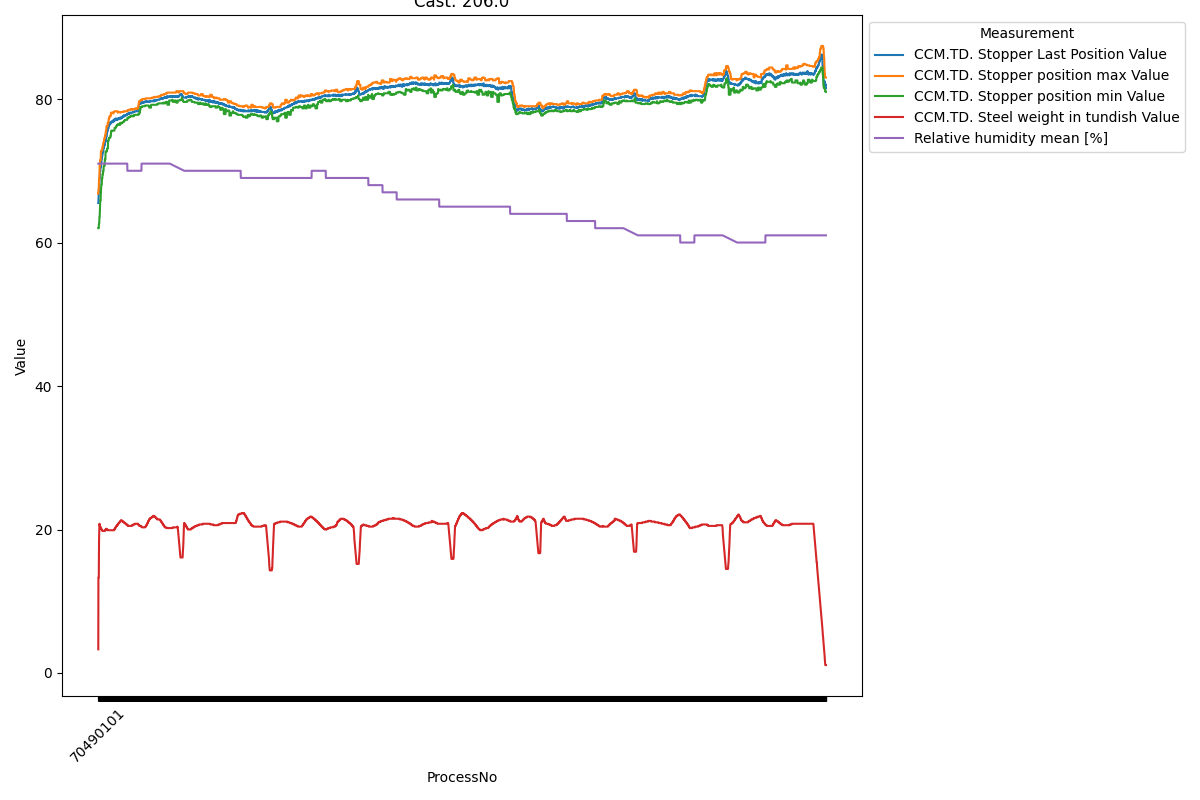 Cast: 206.0
Measurement
CCM.TD. Stopper Last Position Value
CCM.TD. Stopper position max Value
CCM.TD. Stopper position min Value
CCM.TD. Steel weight in tundish Value
Relative humidity mean [%]
80
60
40
20
0
Value
70490101
ProcessNo